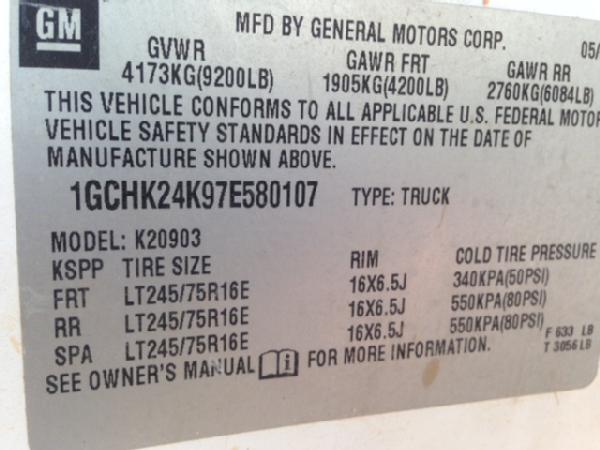 GM
MFD BY GENERAL MOTORS CORP.
05/
GVWR GAWR FRT GAWR RR
4173KG(9200LB) 1905KG(4200LB) 2760KG(6084LB)
THIS VEHICLE CONFORMS TO ALL APPLICABLE U.S. FEDERAL MOTOR
VEHICLE SAFETY STANDARDS IN EFFECT ON THE DATE OF
MANUFACTURE SHOWN ABOVE.
1GCHK24K97E580107 TYPE: TRUCK
MODEL: K20903
KSPP TIRE SIZE RIM COLD TIRE PRESSURE
FRT LT245/75R16E 16X6.5J 340KPA(50PSI)
RR LT245/75R16E 16X6.5J 550KPA(80PSI)
SPA LT245/75R16E 16X6.5J 550KPA(80PSI)
F 633 LB
T 3056 LB
SEE OWNER'S MANUAL FOR MORE INFORMATION.